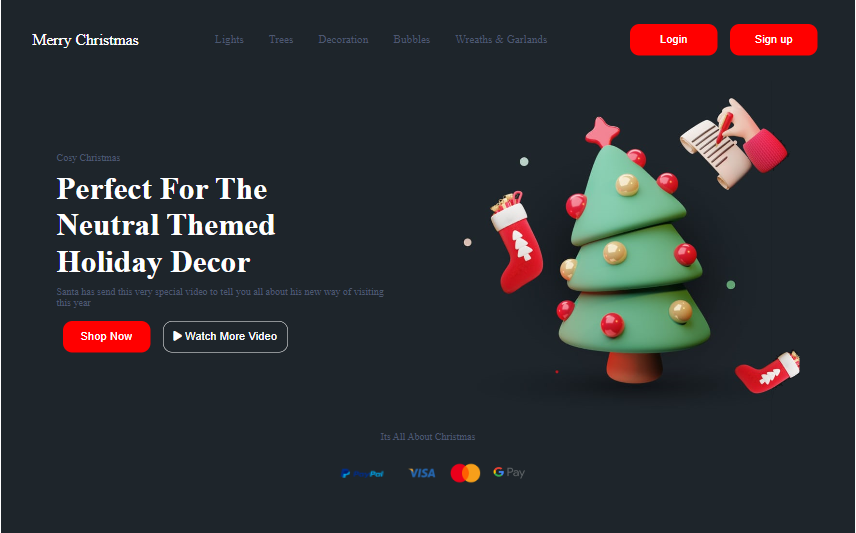 Merry Christmas
Lights
Trees
Decoration
Bubbles
Wreaths & Garlands
Login
Sign up
Cosy Christmas
Perfect For The
Neutral Themed
Holiday Decor
Santa has send this very special video to tell you all about his new way of visiting
this year
Shop Now
Watch More Video
Its All About Christmas
PayPal
VISA
G Pay